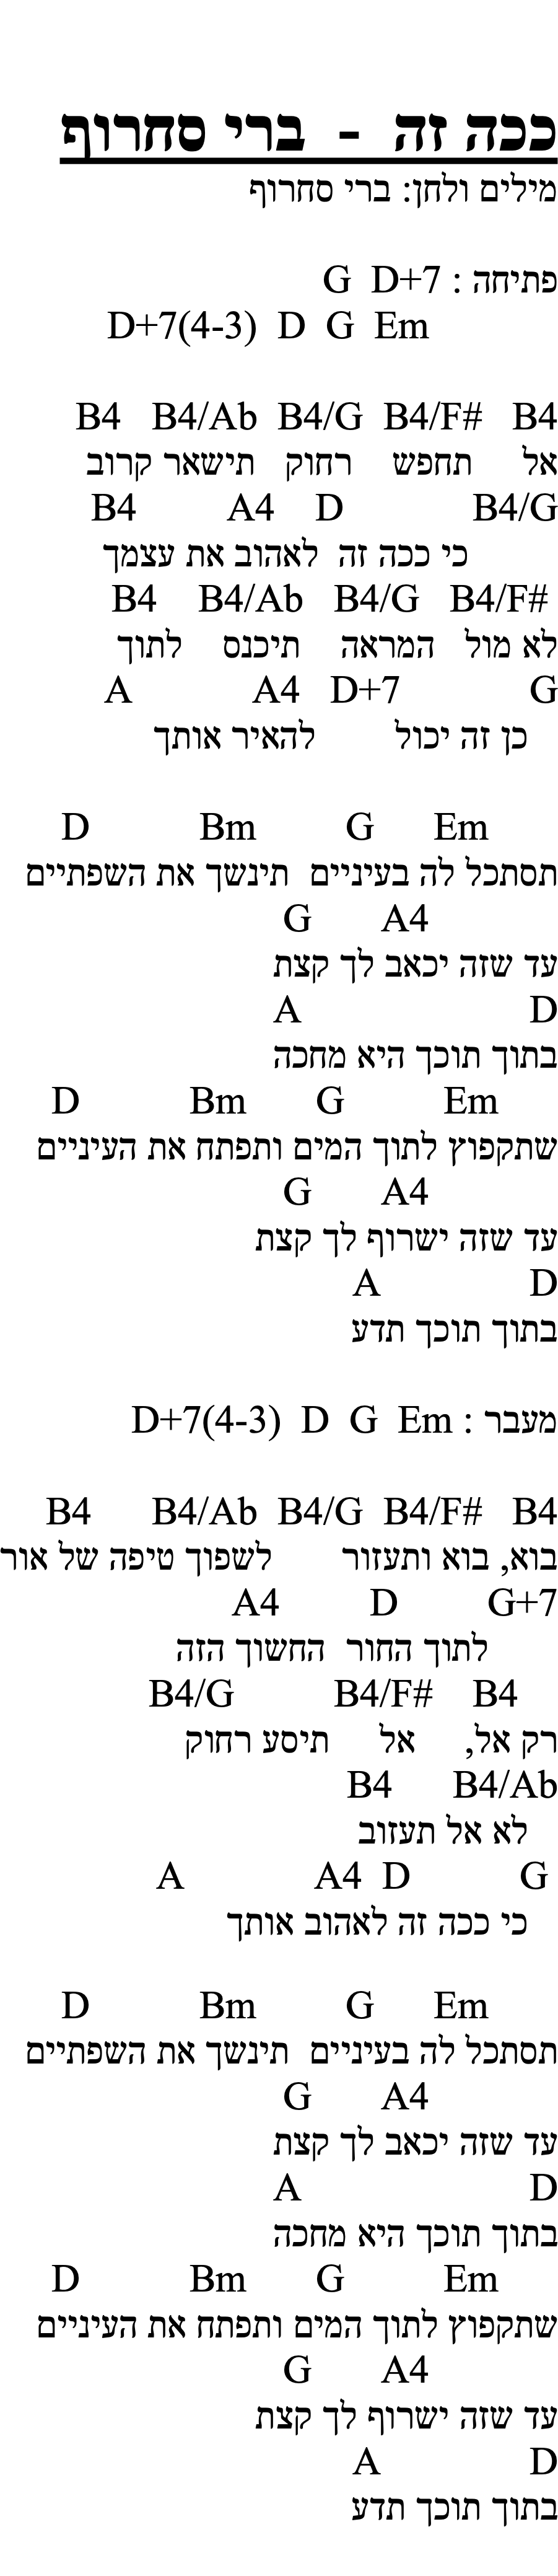 ככה זה - ברי סחרוף
מילים ולחן: ברי סחרוף
פתיחה : G D+7
D+7(4-3) D G Em
B4 B4/Ab B4/G B4/F# B4
אל תחפש רחוק תישאר קרוב
B4 A4 D B4/G
כי ככה זה לאהוב את עצמך
B4 B4/Ab B4/G B4/F#
לא מול המראה תיכנס לתוך
A A4 D+7 G
כן זה יכול להאיר אותך
D Bm G Em
תסתכל לה בעיניים תינשך את השפתיים
G A4
עד שזה יכאב לך קצת
A D
בתוך תוכך היא מחכה
D Bm G Em
שתקפוץ לתוך המים ותפתח את העיניים
G A4
עד שזה ישרוף לך קצת
A D
בתוך תוכך תדע
מעבר : D+7(4-3) D G Em
B4 B4/Ab B4/G B4/F# B4
בוא, בוא ותעזור לשפוך טיפה של אור
A4 D G+7
לתוך החור החשוך הזה
B4/G B4/F# B4
רק אל, אל תיסע רחוק
B4 B4/Ab
לא אל תעזוב
A A4 D G
כי ככה זה לאהוב אותך
D Bm G Em
תסתכל לה בעיניים תינשך את השפתיים
G A4
עד שזה יכאב לך קצת
A D
בתוך תוכך היא מחכה
D Bm G Em
שתקפוץ לתוך המים ותפתח את העיניים
G A4
עד שזה ישרוף לך קצת
A D
בתוך תוכך תדע